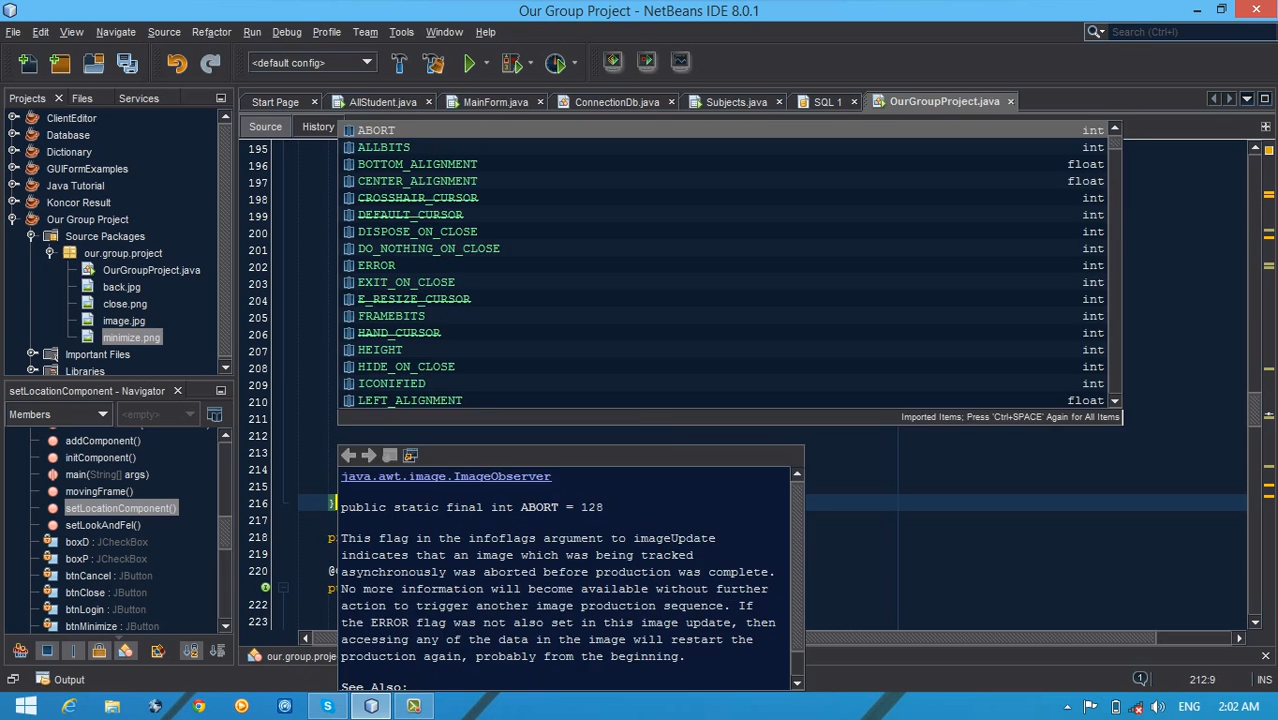 Our Group Project - NetBeans IDE 8.0.1
File Edit View Navigate Source Refactor Run Debug Profile Team Tools Window Help
Search (Ctrl+I)
<default config>
Projects Files Services
Start Page AllStudent.java MainForm.java ConnectionDb.java Subjects.java SQL 1 OurGroupProject.java
Source History
ClientEditor
Database
Dictionary
GUIFormExamples
Java Tutorial
Koncor Result
Our Group Project
Source Packages
our.group.project
OurGroupProject.java
back.jpg
close.png
image.jpg
minimize.png
Important Files
Libraries
setLocationComponent - Navigator
Members <empty>
addComponent()
initComponent()
main(String[] args)
movingFrame()
setLocationComponent()
setLookAndFel()
boxD : JCheckBox
boxP : JCheckBox
btnCancel : JButton
btnClose : JButton
btnLogin : JButton
btnMinimize : JButton
195
196
197
198
199
200
201
202
203
204
205
206
207
208
209
210
211
212
213
214
215
216 }
217
218
219
220
222
223
ABORT int
ALLBITS int
BOTTOM_ALIGNMENT float
CENTER_ALIGNMENT float
CROSSHAIR_CURSOR int
DEFAULT_CURSOR int
DISPOSE_ON_CLOSE int
DO_NOTHING_ON_CLOSE int
ERROR int
EXIT_ON_CLOSE int
E_RESIZE_CURSOR int
FRAMEBITS int
HAND_CURSOR int
HEIGHT int
HIDE_ON_CLOSE int
ICONIFIED int
LEFT_ALIGNMENT float
Imported Items; Press 'Ctrl+SPACE' Again for All Items
java.awt.image.ImageObserver
public static final int ABORT = 128
This flag in the infoflags argument to imageUpdate
indicates that an image which was being tracked
asynchronously was aborted before production was complete.
No more information will become available without further
action to trigger another image production sequence. If
the ERROR flag was not also set in this image update, then
accessing any of the data in the image will restart the
production again, probably from the beginning.
See Also:
our.group.proje
Output
1 212:9 INS
ENG 2:02 AM